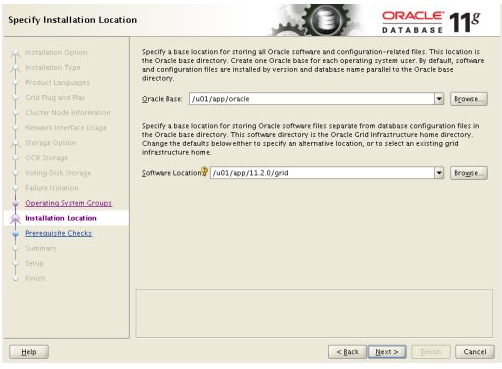 Specify Installation Location
ORACLE
DATABASE
11g
Installation Option
Installation Type
Product Languages
Grid Plug and Play
Cluster Node Information
Network Interface Usage
Storage Option
OCR Storage
Voting Disk Storage
Failure Isolation
Operating System Groups
Installation Location
Prerequisite Checks
Summary
Setup
Finish
Specify a base location for storing all Oracle software and configuration-related files. This location is
the Oracle base directory. Create one Oracle base for each operating system user. By default, software
and configuration files are installed by version and database name parallel to the Oracle base
directory.
Oracle Base: /u01/app/oracle Browse...
Specify a base location for storing Oracle software files separate from database configuration files in
the Oracle base directory. This software directory is the Oracle Grid Infrastructure home directory.
Change the defaults below either to specify an alternative location, or to select an existing grid
infrastructure home.
Software Location: /u01/app/11.2.0/grid Browse...
Help < Back Next > Finish Cancel